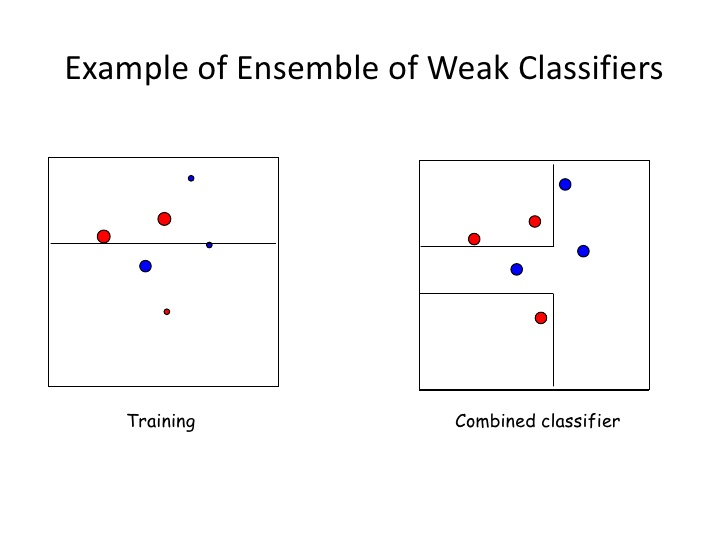 Example of Ensemble of Weak Classifiers
Training
Combined classifier